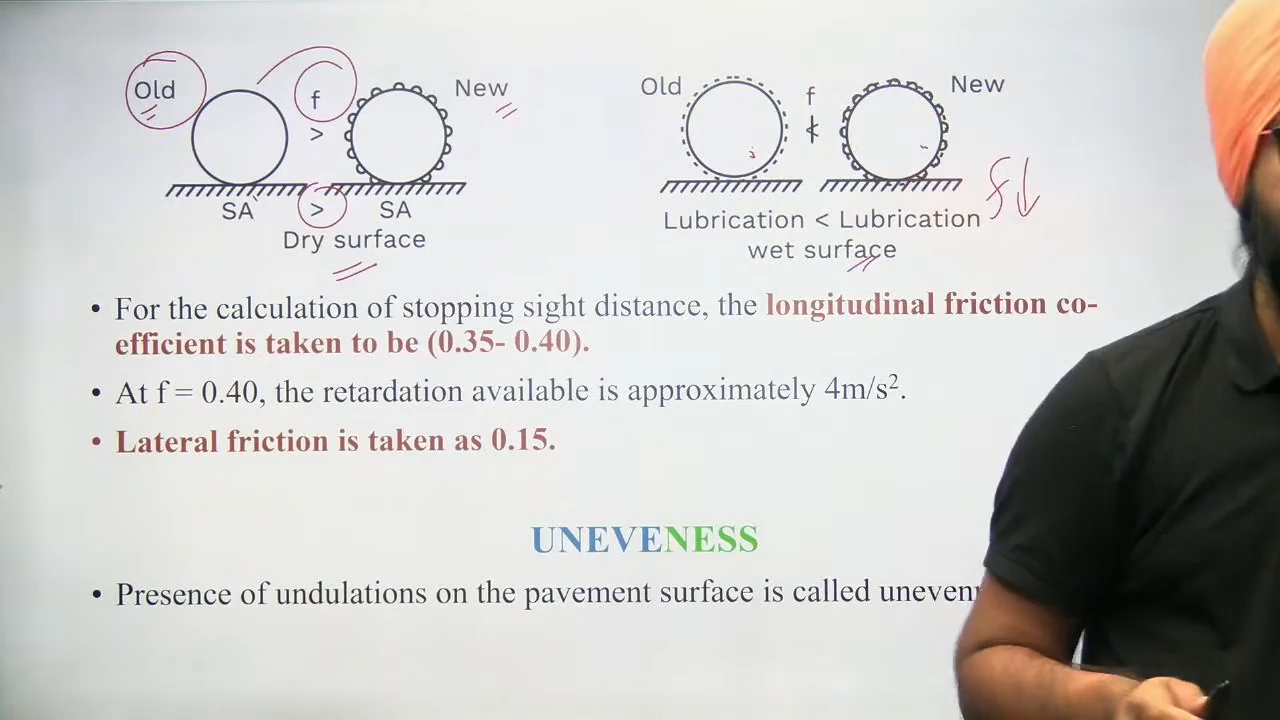 Old f New
>
SA > SA
Dry surface
Old f New
Lubrication < Lubrication
wet surface
f↓
• For the calculation of stopping sight distance, the longitudinal friction co-
efficient is taken to be (0.35- 0.40).
• At f = 0.40, the retardation available is approximately 4m/s².
• Lateral friction is taken as 0.15.
UNEVENESS
• Presence of undulations on the pavement surface is called